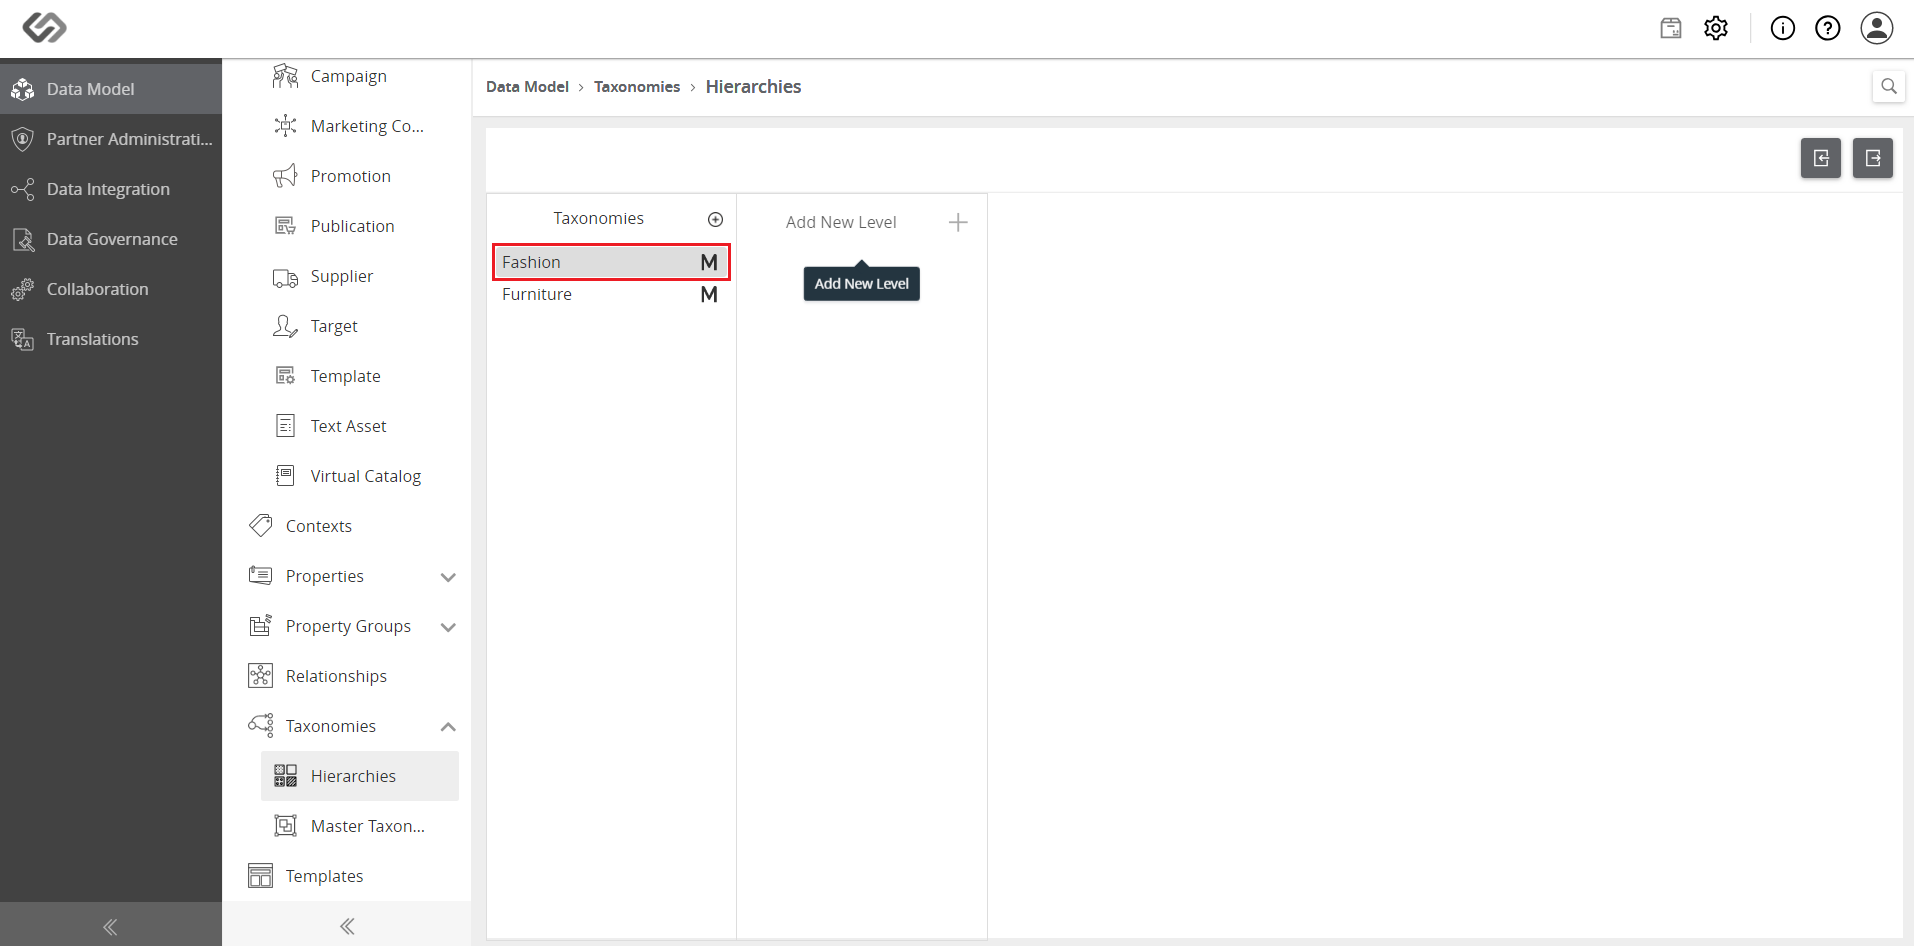 Data Model
Partner Administrati...
Data Integration
Data Governance
Collaboration
Translations
Campaign
Marketing Co...
Promotion
Publication
Supplier
Target
Template
Text Asset
Virtual Catalog
Contexts
Properties
Property Groups
Relationships
Taxonomies
Hierarchies
Master Taxon...
Templates
Data Model › Taxonomies › Hierarchies
Taxonomies
Fashion M
Furniture M
Add New Level
Add New Level